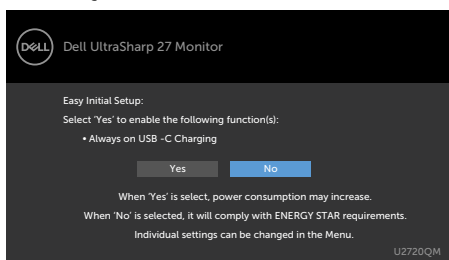 DELL Dell UltraSharp 27 Monitor
Easy Initial Setup:
Select 'Yes' to enable the following function(s):
• Always on USB -C Charging
Yes No
When 'Yes' is select, power consumption may increase.
When 'No' is selected, it will comply with ENERGY STAR requirements.
Individual settings can be changed in the Menu.
U2720QM